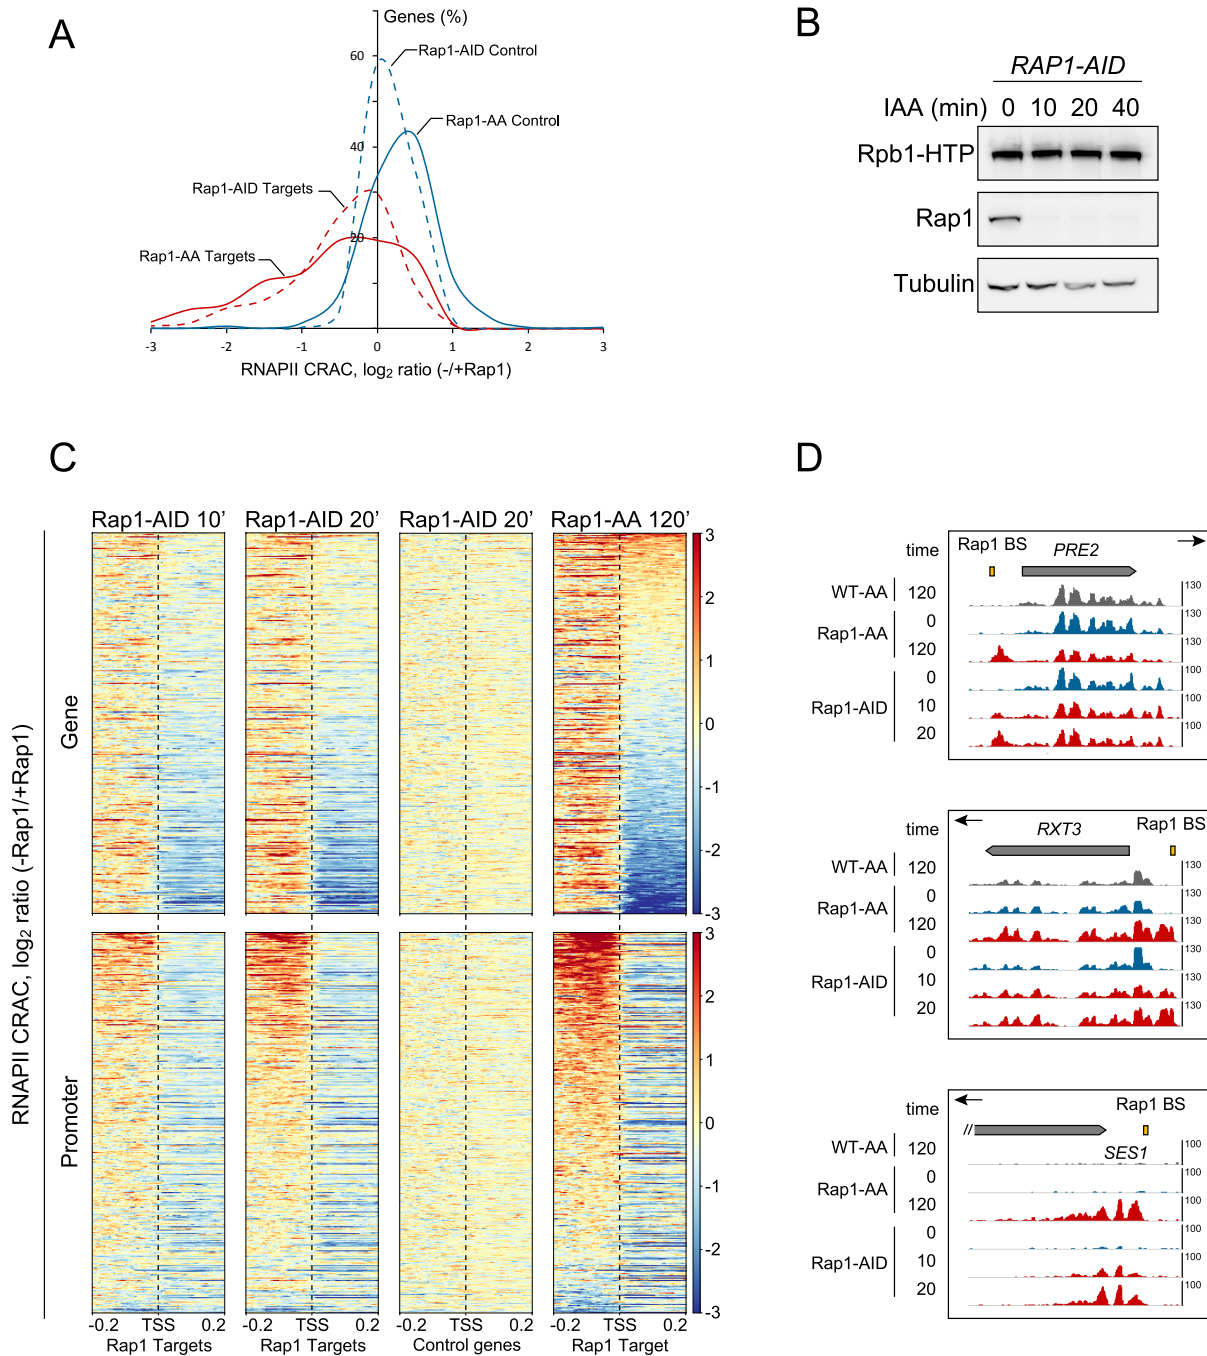 A
Genes (%)
60
Rap1-AID Control
Rap1-AA Control
40
Rap1-AID Targets
20
Rap1-AA Targets
-3 -2 -1 0 1 2 3
RNAPII CRAC, log2 ratio (-/+Rap1)
B
RAP1-AID
IAA (min) 0 10 20 40
Rpb1-HTP
Rap1
Tubulin
C
Rap1-AID 10’ Rap1-AID 20’ Rap1-AID 20’ Rap1-AA 120’
RNAPII CRAC, log2 ratio (-Rap1/+Rap1)
Gene
3
2
1
0
-1
-2
-3
Promoter
3
2
1
0
-1
-2
-3
-0.2 TSS 0.2 -0.2 TSS 0.2 -0.2 TSS 0.2 -0.2 TSS 0.2
Rap1 Targets Rap1 Targets Control genes Rap1 Target
D
time Rap1 BS PRE2
WT-AA 120 130
Rap1-AA 0 130
120 130
Rap1-AID 0 100
10 100
20 100
time RXT3 Rap1 BS
WT-AA 120 130
Rap1-AA 0 130
120 130
Rap1-AID 0 130
10 130
20 130
time Rap1 BS
// SES1
WT-AA 120 100
Rap1-AA 0 100
120 100
Rap1-AID 0 100
10 100
20 100